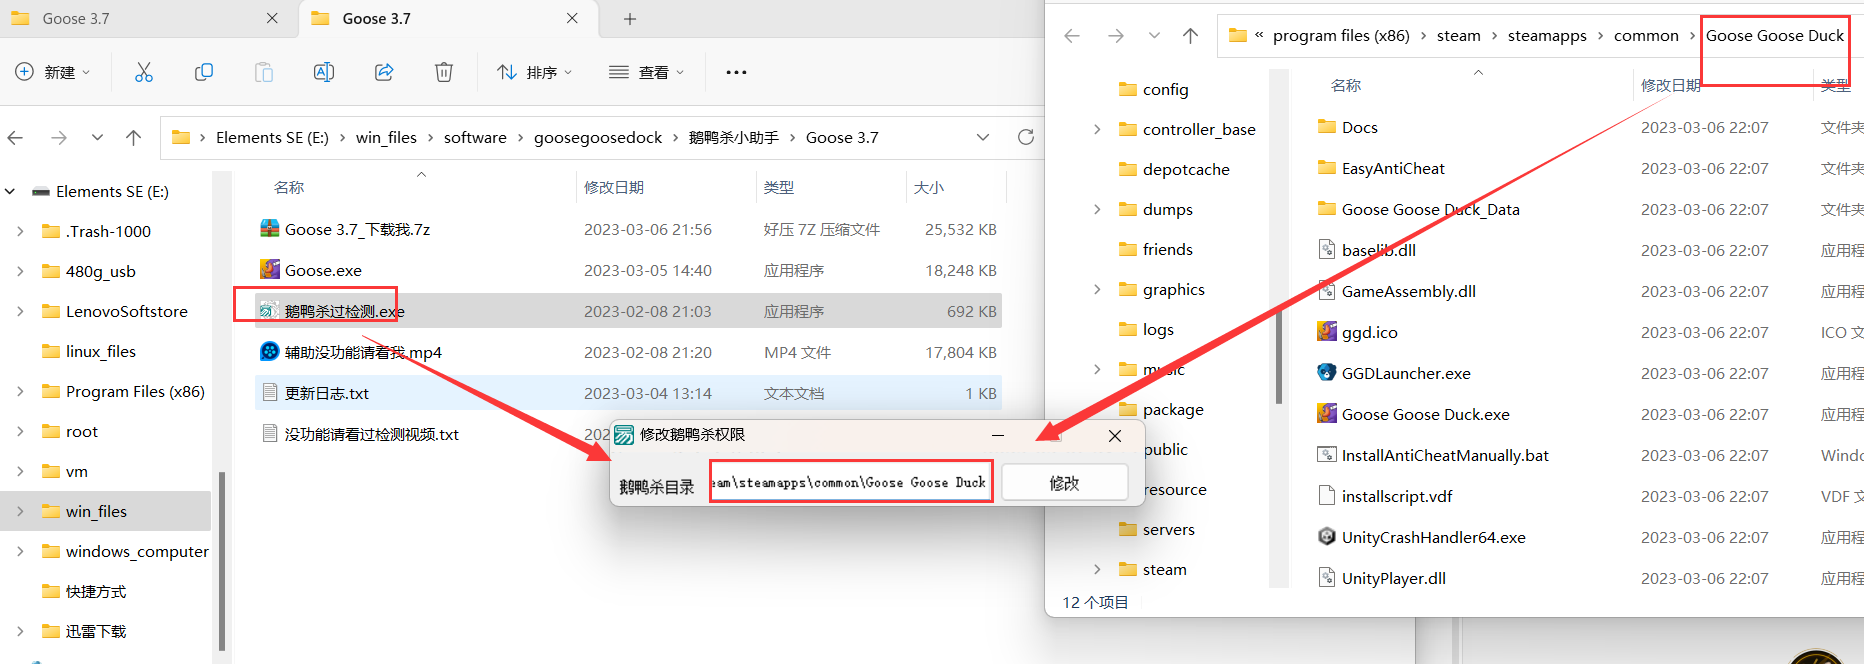 Goose 3.7
Goose 3.7
新建
排序
查看
Elements SE (E:) › win_files › software › goosegoosedock › 鹅鸭杀小助手 › Goose 3.7
Elements SE (E:)
.Trash-1000
480g_usb
LenovoSoftstore
linux_files
Program Files (x86)
root
vm
win_files
windows_computer
快捷方式
迅雷下载
名称 修改日期 类型 大小
Goose 3.7_下载我.7z 2023-03-06 21:56 好压 7Z 压缩文件 25,532 KB
Goose.exe 2023-03-05 14:40 应用程序 18,248 KB
鹅鸭杀过检测.exe 2023-02-08 21:03 应用程序 692 KB
辅助没功能请看我.mp4 2023-02-08 21:20 MP4 文件 17,804 KB
更新日志.txt 2023-03-04 13:14 文本文档 1 KB
没功能请看过检测视频.txt 202
修改鹅鸭杀权限
鹅鸭杀目录
eam\steamapps\common\Goose Goose Duck
修改
« program files (x86) › steam › steamapps › common › Goose Goose Duck
config
controller_base
depotcache
dumps
friends
graphics
logs
music
package
public
resource
servers
steam
名称 修改日期 类型
Docs 2023-03-06 22:07 文件夹
EasyAntiCheat 2023-03-06 22:07 文件夹
Goose Goose Duck_Data 2023-03-06 22:07 文件夹
baselib.dll 2023-03-06 22:07 应用程
GameAssembly.dll 2023-03-06 22:07 应用程
ggd.ico 2023-03-06 22:07 ICO 文
GGDLauncher.exe 2023-03-06 22:07 应用程
Goose Goose Duck.exe 2023-03-06 22:07 应用程
InstallAntiCheatManually.bat 2023-03-06 22:07 Windo
installscript.vdf 2023-03-06 22:07 VDF 文
UnityCrashHandler64.exe 2023-03-06 22:07 应用程
UnityPlayer.dll 2023-03-06 22:07 应用程
12 个项目